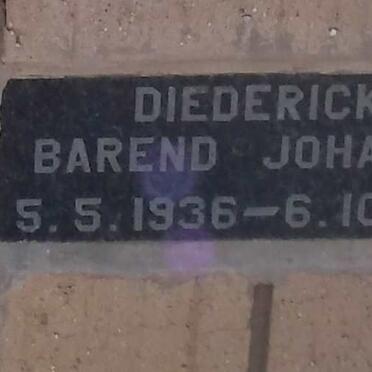 DIEDERICK
BAREND JOHA
5.5.1936-6.10